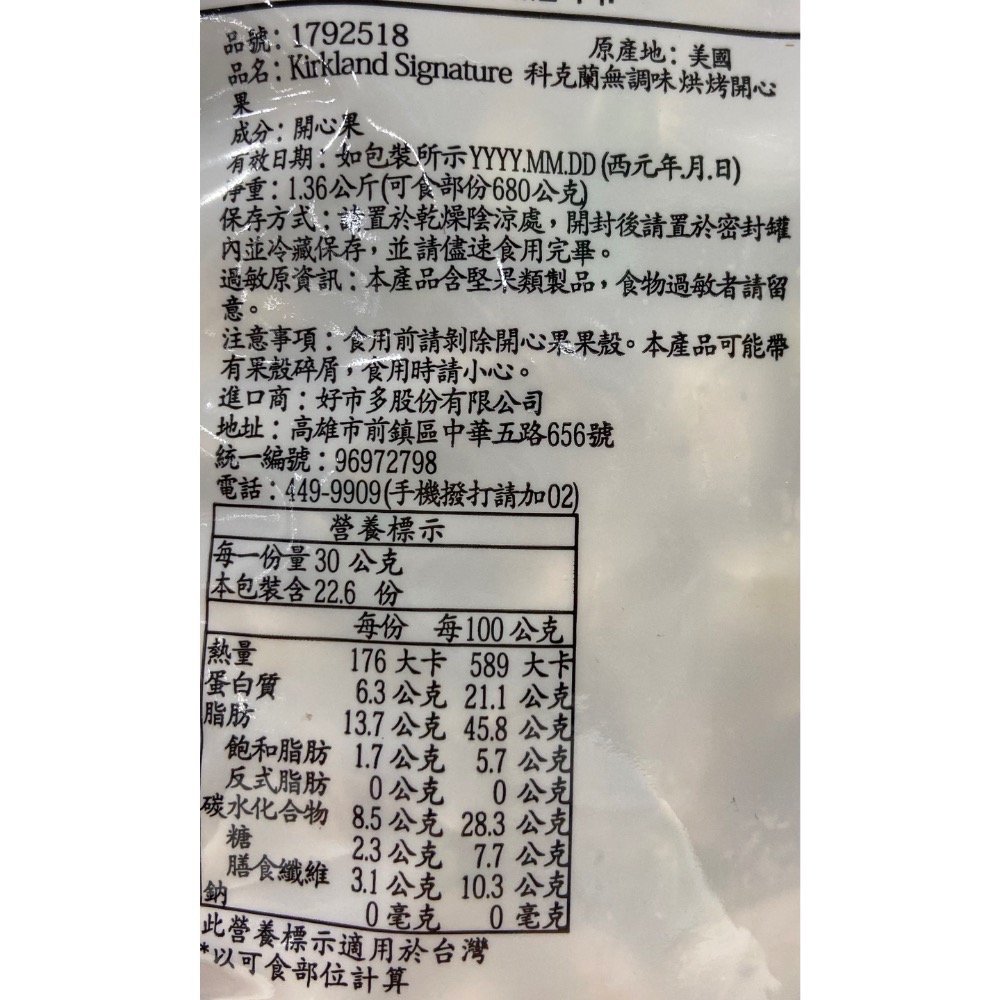 品號：1792518 原產地：美國
品名：Kirkland Signature 科克蘭無調味烘烤開心
果
成分：開心果
有效日期：如包裝所示YYYY.MM.DD (西元年.月.日)
淨重：1.36公斤(可食部份680公克)
保存方式：請置於乾燥陰涼處，開封後請置於密封罐
內並冷藏保存，並請儘速食用完畢。
過敏原資訊：本產品含堅果類製品，食物過敏者請留
意。
注意事項：食用前請剝除開心果果殼。本產品可能帶
有果殼碎屑，食用時請小心。
進口商：好市多股份有限公司
地址：高雄市前鎮區中華五路656號
統一編號：96972798
電話：449-9909(手機撥打請加02)
營養標示
每一份量30 公克
本包裝含22.6 份
每份 每100公克
熱量 176 大卡 589 大卡
蛋白質 6.3 公克 21.1 公克
脂肪 13.7 公克 45.8 公克
飽和脂肪 1.7 公克 5.7 公克
反式脂肪 0 公克 0 公克
碳水化合物 8.5 公克 28.3 公克
糖 2.3 公克 7.7 公克
膳食纖維 3.1 公克 10.3 公克
鈉 0 毫克 0 毫克
此營養標示適用於台灣
*以可食部位計算